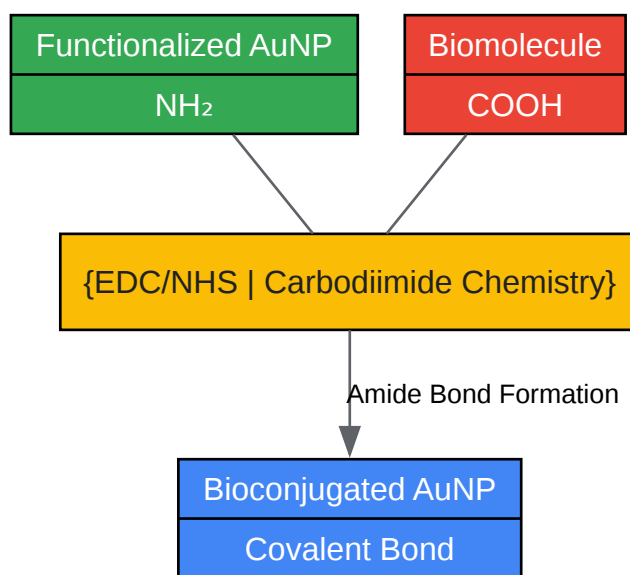 Functionalized AuNP
NH₂
Biomolecule
COOH
{EDC/NHS | Carbodiimide Chemistry}
Amide Bond Formation
Bioconjugated AuNP
Covalent Bond